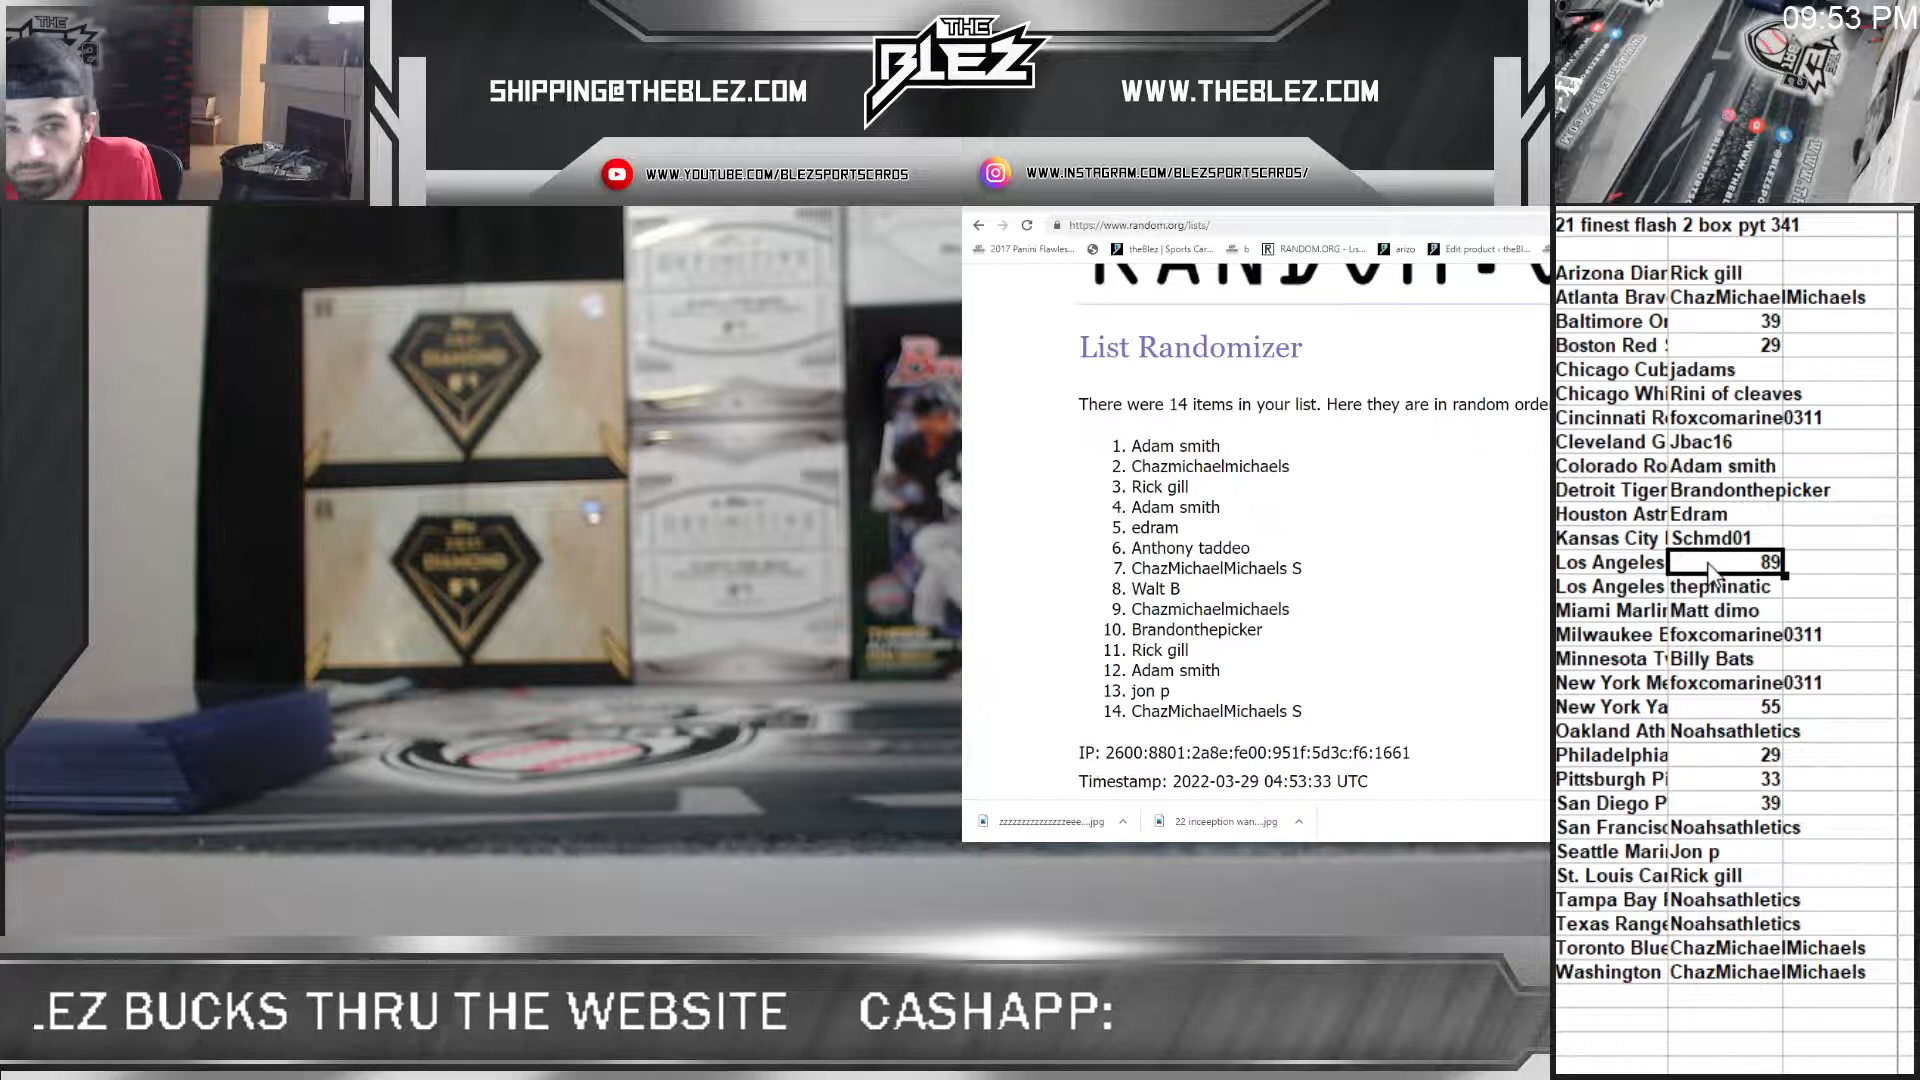 THE
BLEZ
SHIPPING@THEBLEZ.COM
WWW.THEBLEZ.COM
WWW.YOUTUBE.COM/BLEZSPORTSCARDS
WWW.INSTAGRAM.COM/BLEZSPORTSCARDS/
09:53 PM
https://www.random.org/lists/
2017 Panini Flawles...
theBlez | Sports Car...
b
RANDOM.ORG - Lis...
arizo
Edit product ‹ theBl...
List Randomizer
There were 14 items in your list. Here they are in random orde
1. Adam smith
2. Chazmichaelmichaels
3. Rick gill
4. Adam smith
5. edram
6. Anthony taddeo
7. ChazMichaelMichaels S
8. Walt B
9. Chazmichaelmichaels
10. Brandonthepicker
11. Rick gill
12. Adam smith
13. jon p
14. ChazMichaelMichaels S
IP: 2600:8801:2a8e:fe00:951f:5d3c:f6:1661
Timestamp: 2022-03-29 04:53:33 UTC
zzzzzzzzzzzzzzzeee....jpg
22 inception wan....jpg
21 finest flash 2 box pyt 341
Arizona Diar Rick gill
Atlanta Brav ChazMichaelMichaels
Baltimore Or 39
Boston Red 29
Chicago Cub jadams
Chicago Whi Rini of cleaves
Cincinnati Re foxcomarine0311
Cleveland G Jbac16
Colorado Ro Adam smith
Detroit Tiger Brandonthepicker
Houston Astr Edram
Kansas City Schmd01
Los Angeles 89
Los Angeles thephinatic
Miami Marlin Matt dimo
Milwaukee B foxcomarine0311
Minnesota Tw Billy Bats
New York Me foxcomarine0311
New York Ya 55
Oakland Ath Noahsathletics
Philadelphia 29
Pittsburgh Pi 33
San Diego P 39
San Francisc Noahsathletics
Seattle Mari Jon p
St. Louis Car Rick gill
Tampa Bay Noahsathletics
Texas Range Noahsathletics
Toronto Blue ChazMichaelMichaels
Washington ChazMichaelMichaels
EZ BUCKS THRU THE WEBSITE CASHAPP: